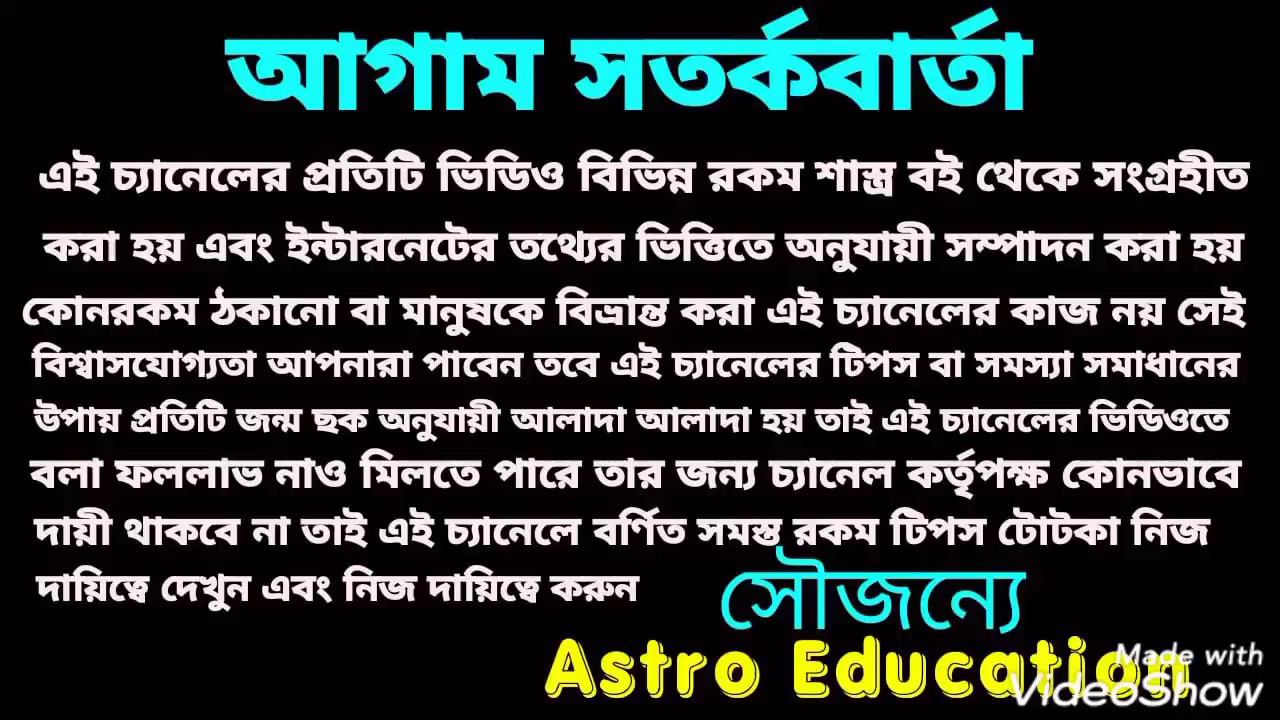 আগাম সতর্কবার্তা
এই চ্যানেলের প্রতিটি ভিডিও বিভিন্ন রকম শাস্ত্র বই থেকে সংগ্রহীত
করা হয় এবং ইন্টারনেটের তথ্যের ভিত্তিতে অনুযায়ী সম্পাদন করা হয়
কোনরকম ঠকানো বা মানুষকে বিভ্রান্ত করা এই চ্যানেলের কাজ নয় সেই
বিশ্বাসযোগ্যতা আপনারা পাবেন তবে এই চ্যানেলের টিপস বা সমস্যা সমাধানের
উপায় প্রতিটি জন্ম ছক অনুযায়ী আলাদা আলাদা হয় তাই এই চ্যানেলের ভিডিওতে
বলা ফললাভ নাও মিলতে পারে তার জন্য চ্যানেল কর্তৃপক্ষ কোনভাবে
দায়ী থাকবে না তাই এই চ্যানেলে বর্ণিত সমস্ত রকম টিপস টোটকা নিজ
দায়িত্বে দেখুন এবং নিজ দায়িত্বে করুন
সৌজন্যে
Astro Education
Made with
VideoShow